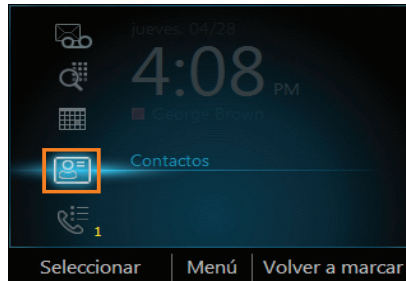 jueves. 04/28
4:08 PM
George Brown
Contactos
1
Seleccionar Menú Volver a marcar